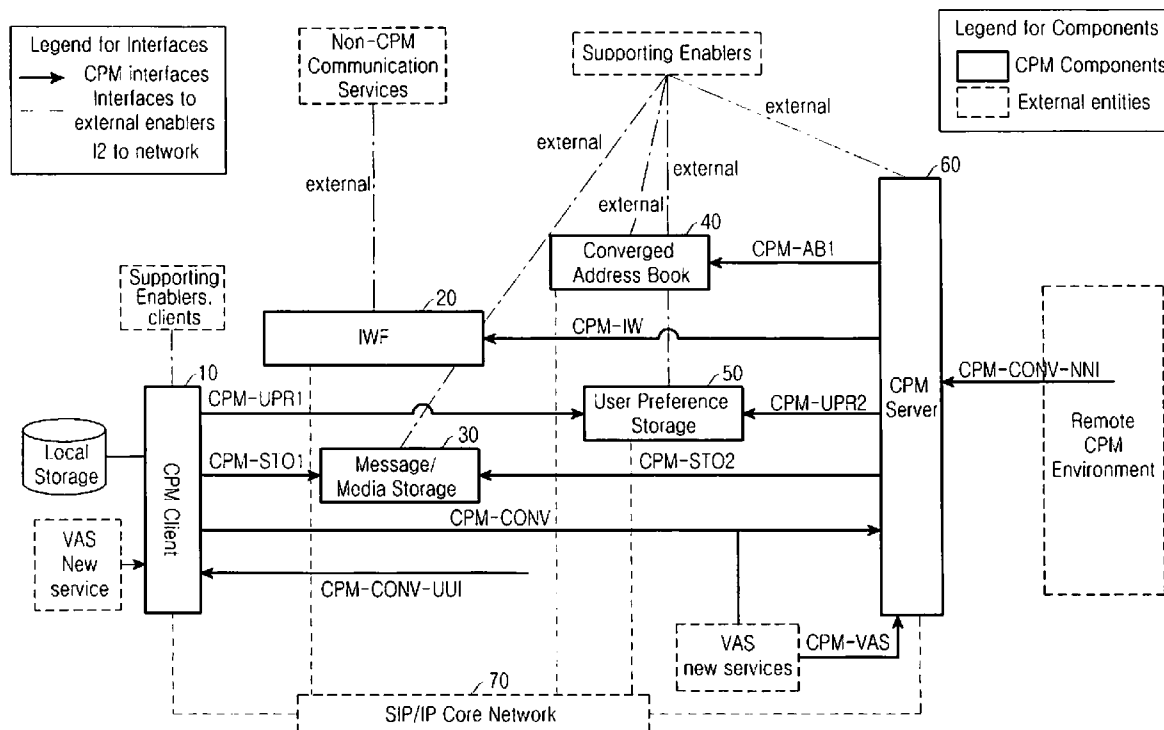 Legend for Interfaces
CPM interfaces
Interfaces to
external enablers
I2 to network
Non-CPM
Communication
Services
Supporting Enablers
Legend for Components
CPM Components
External entities
external
external
external
external
external
60
40
Converged
Address Book
CPM-AB1
Supporting
Enablers,
clients
20
IWF
CPM-IW
10
CPM-UPR1
50
User Preference
Storage
CPM-UPR2
CPM
Server
CPM-CONV-NNI
Remote
CPM
Environment
Local
Storage
CPM Client
CPM-STO1
30
Message/
Media Storage
CPM-STO2
VAS
New
service
CPM-CONV
CPM-CONV-UUI
VAS
new services
CPM-VAS
70
SIP/IP Core Network